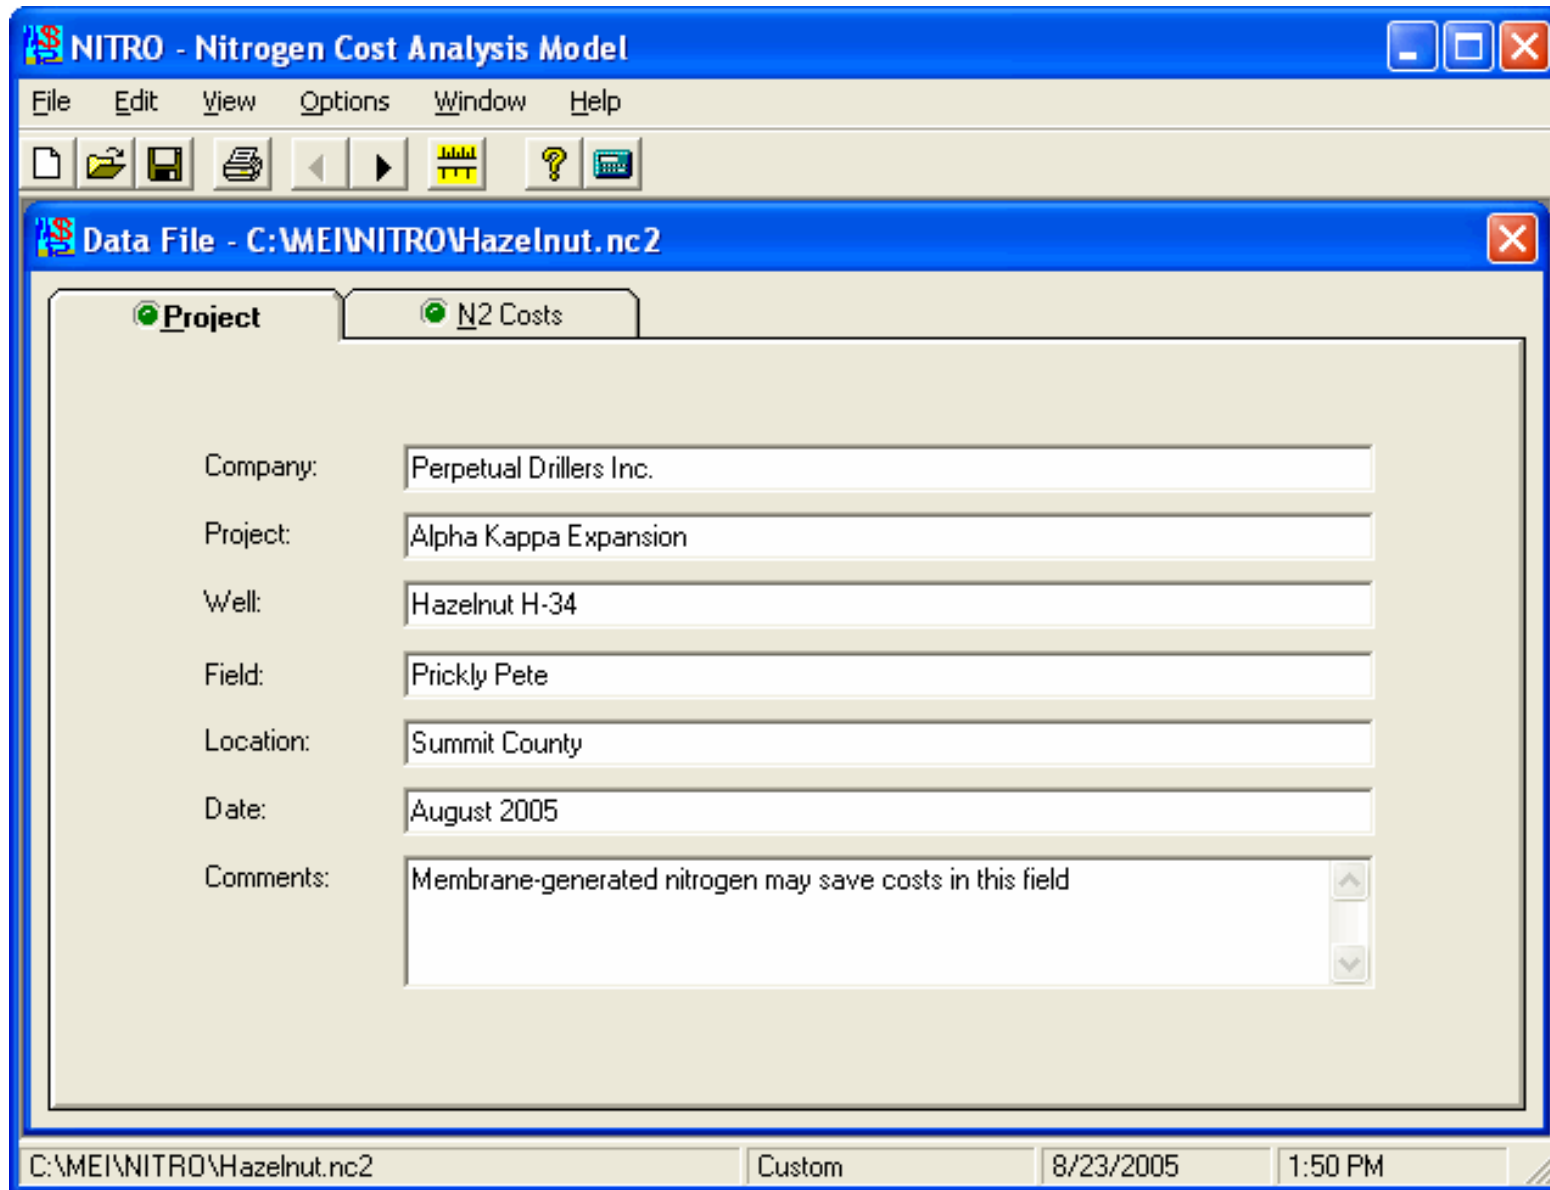 NITRO - Nitrogen Cost Analysis Model
File Edit View Options Window Help
Data File - C:\MEI\NITRO\Hazelnut.nc2
Project N2 Costs
Company: Perpetual Drillers Inc.
Project: Alpha Kappa Expansion
Well: Hazelnut H-34
Field: Prickly Pete
Location: Summit County
Date: August 2005
Comments: Membrane-generated nitrogen may save costs in this field
C:\MEI\NITRO\Hazelnut.nc2 Custom 8/23/2005 1:50 PM